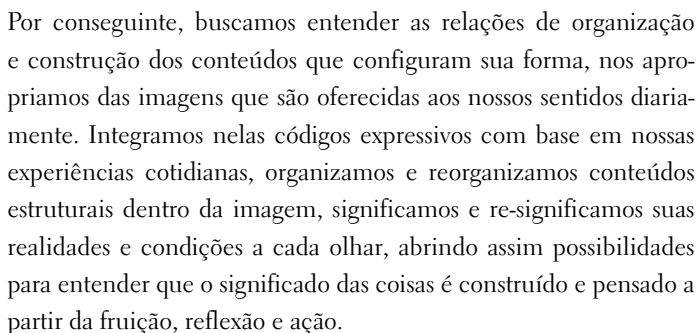 Por conseguinte, buscamos entender as relações de organização
e construção dos conteúdos que configuram sua forma, nos apro-
priamos das imagens que são oferecidas aos nossos sentidos diaria-
mente. Integramos nelas códigos expressivos com base em nossas
experiências cotidianas, organizamos e reorganizamos conteúdos
estruturais dentro da imagem, significamos e re-significamos suas
realidades e condições a cada olhar, abrindo assim possibilidades
para entender que o significado das coisas é construído e pensado a
partir da fruição, reflexão e ação.